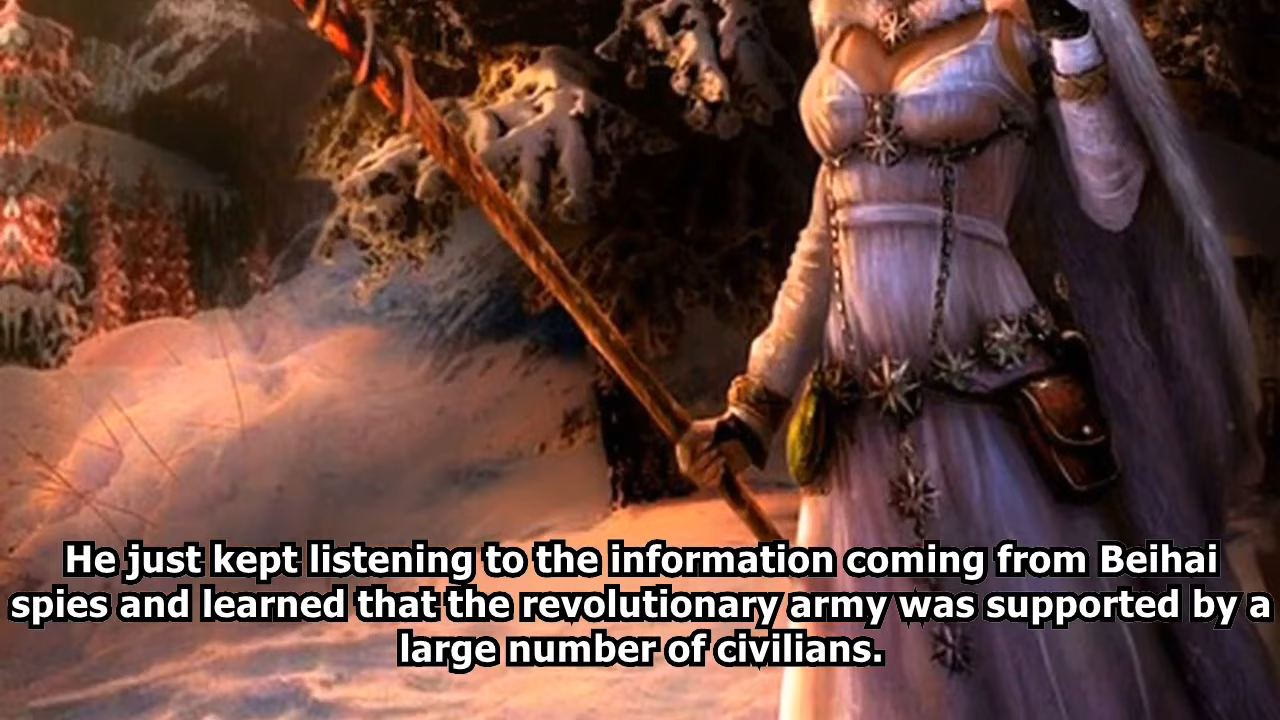 He just kept listening to the information coming from Beihai
spies and learned that the revolutionary army was supported by a
large number of civilians.